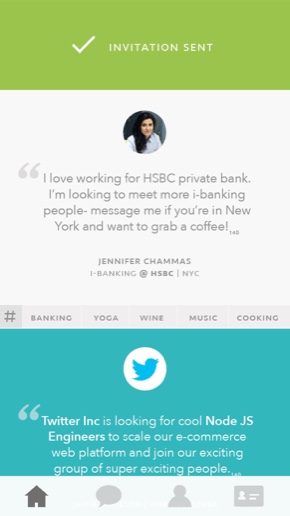 INVITATION SENT
“
I love working for HSBC private bank.
I'm looking to meet more i-banking
people- message me if you're in New
York and want to grab a coffee!
140
JENNIFER CHAMMAS
I-BANKING @ HSBC | NYC
# BANKING YOGA WINE MUSIC COOKING
“
Twitter Inc is looking for cool Node JS
Engineers to scale our e-commerce
web platform and join our exciting
group of super exciting people.
140